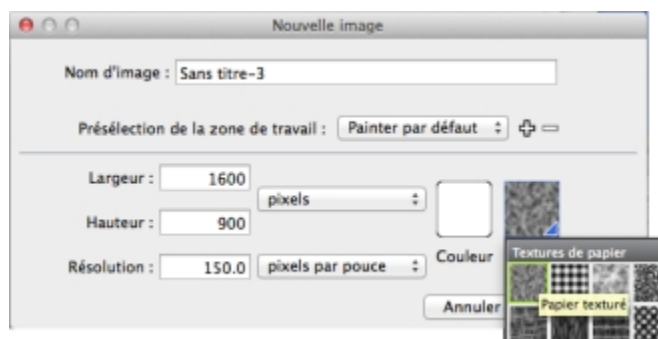 Nouvelle image
Nom d'image : Sans titre-3
Présélection de la zone de travail : Painter par défaut
Largeur : 1600
pixels
Hauteur : 900
Résolution : 150.0 pixels par pouce
Couleur
Textures de papier
Papier texturé
Annuler